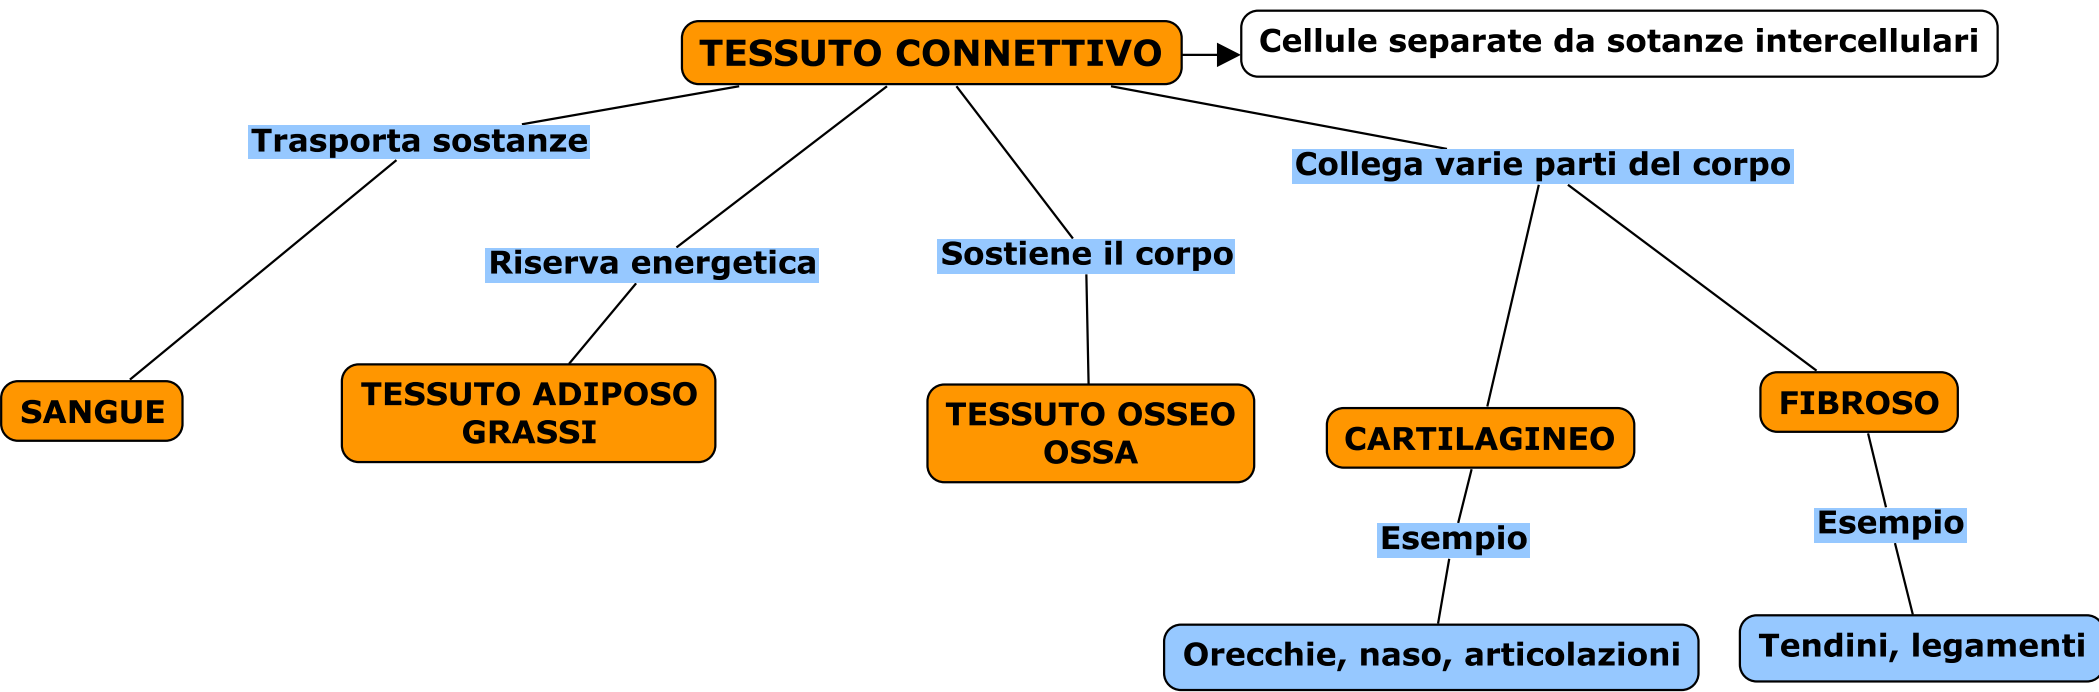 TESSUTO CONNETTIVO
Cellule separate da sotanze intercellulari
Trasporta sostanze
Collega varie parti del corpo
Riserva energetica
Sostiene il corpo
SANGUE
TESSUTO ADIPOSO
GRASSI
TESSUTO OSSEO
OSSA
CARTILAGINEO
FIBROSO
Esempio
Esempio
Orecchie, naso, articolazioni
Tendini, legamenti